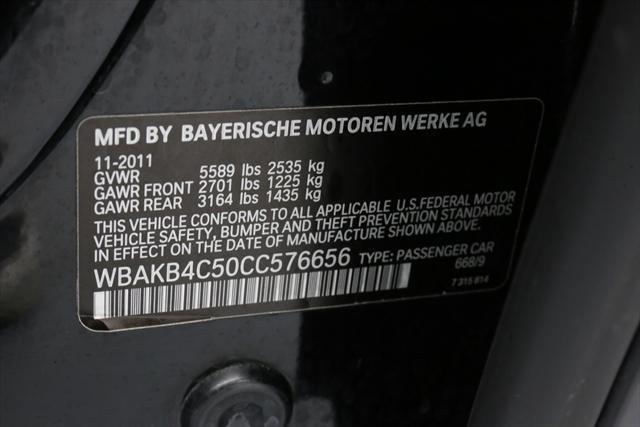 MFD BY BAYERISCHE MOTOREN WERKE AG
11-2011
GVWR 5589 lbs 2535 kg
GAWR FRONT 2701 lbs 1225 kg
GAWR REAR 3164 lbs 1435 kg
THIS VEHICLE CONFORMS TO ALL APPLICABLE U.S.FEDERAL MOTOR
VEHICLE SAFETY, BUMPER AND THEFT PREVENTION STANDARDS
IN EFFECT ON THE DATE OF MANUFACTURE SHOWN ABOVE.
WBAKB4C50CC576656 TYPE: PASSENGER CAR
668/9
7 315 814